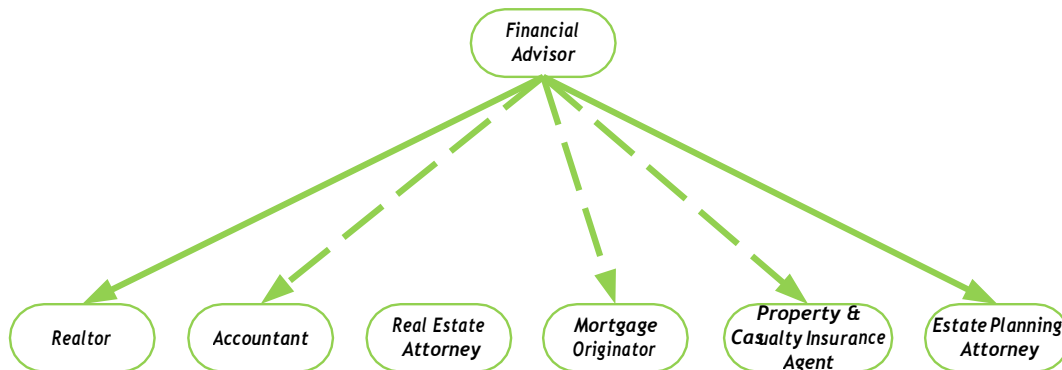 Financial
Advisor
Realtor
Accountant
Real Estate
Attorney
Mortgage
Originator
Property &
Casualty Insurance
Agent
Estate Planning
Attorney